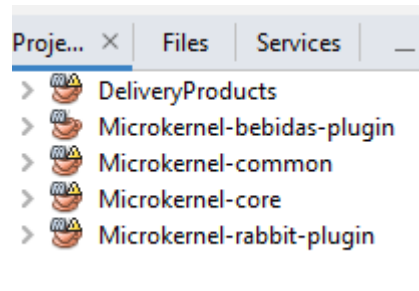 Proje... × Files Services
DeliveryProducts
Microkernel-bebidas-plugin
Microkernel-common
Microkernel-core
Microkernel-rabbit-plugin